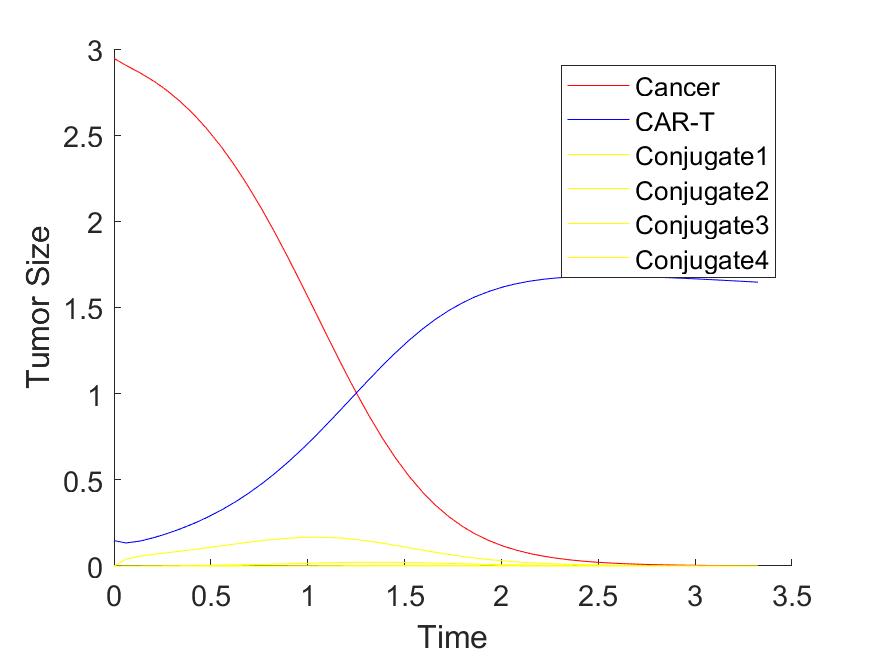 3
2.5
2
1.5
1
0.5
0
Tumor Size
0 0.5 1 1.5 2 2.5 3 3.5
Time
Cancer
CAR-T
Conjugate1
Conjugate2
Conjugate3
Conjugate4